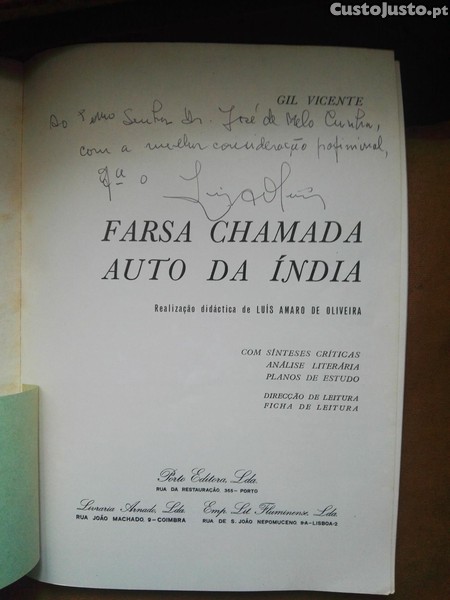 CustoJusto.pt
GIL VICENTE
Ao Senhor Dr. José de Melo Cunha,
com a melhor consideração profissional,
o
FARSA CHAMADA
AUTO DA ÍNDIA
Realização didáctica de LUÍS AMARO DE OLIVEIRA
COM SÍNTESES CRÍTICAS
ANÁLISE LITERÁRIA
PLANOS DE ESTUDO
DIRECÇÃO DE LEITURA
FICHA DE LEITURA
Porto Editora, Lda.
RUA DA RESTAURAÇÃO, 365 — PORTO
Livraria Arnado, Lda. Emp. Lit. Fluminense, Lda.
RUA JOÃO MACHADO 9 — COIMBRA RUA DE S. JOÃO NEPOMUCENO 8A — LISBOA-2